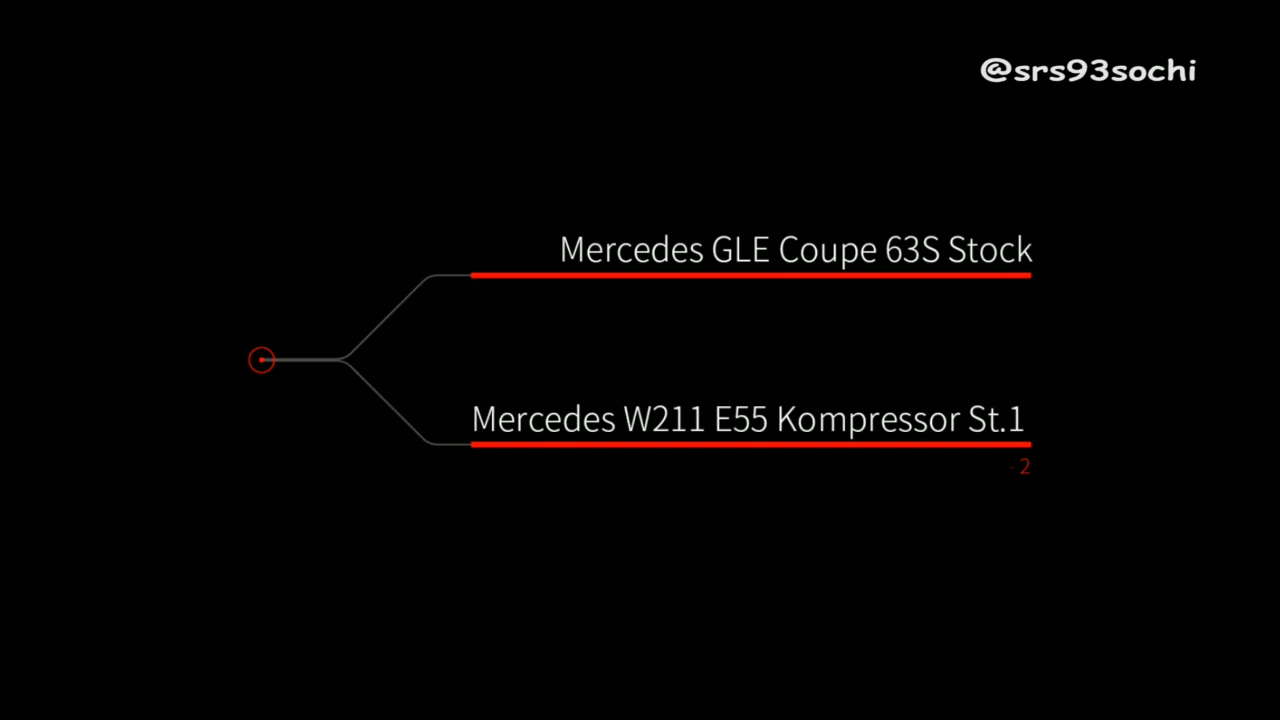 @srs93sochi
Mercedes GLE Coupe 63S Stock
Mercedes W211 E55 Kompressor St.1
- 2